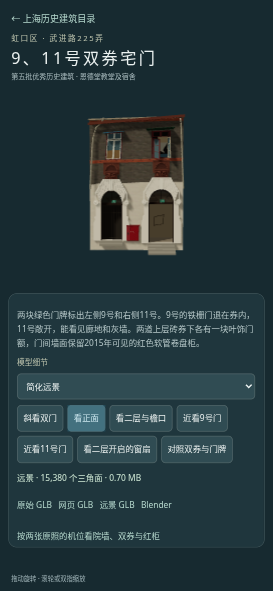 ← 上海历史建筑目录
虹口区 · 武进路225弄
9、11号双券宅门
第五批优秀历史建筑 · 恩德堂教堂及宿舍
两块绿色门牌标出左侧9号和右侧11号。9号的铁栅门退在券内，
11号敞开，能看见廊地和灰墙。两道上层砖券下各有一块叶饰门
额，门间墙面保留2015年可见的红色软管卷盘柜。
模型细节
简化远景
斜看双门
看正面
看二层与檐口
近看9号门
近看11号门
看二层开启的窗扇
对照双券与门牌
远景 · 15,380 个三角面 · 0.70 MB
原始 GLB 网页 GLB 远景 GLB Blender
按两张原照的机位看院墙、双券与红柜
拖动旋转 · 滚轮或双指缩放